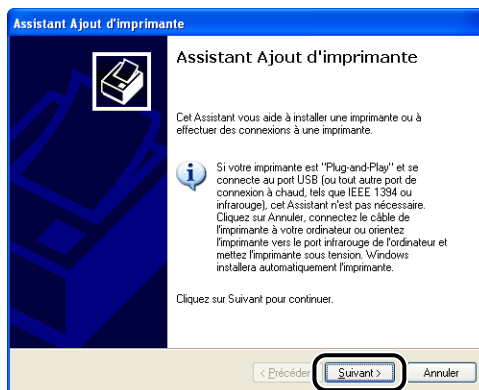 Assistant Ajout d'imprimante
Assistant Ajout d'imprimante
Cet Assistant vous aide à installer une imprimante ou à
effectuer des connexions à une imprimante.
Si votre imprimante est "Plug-and-Play" et se
connecte au port USB (ou tout autre port de
connexion à chaud, tels que IEEE 1394 ou
infrarouge), cet Assistant n'est pas nécessaire.
Cliquez sur Annuler, connectez le câble de
l'imprimante à votre ordinateur ou orientez
l'imprimante vers le port infrarouge de l'ordinateur et
mettez l'imprimante sous tension. Windows
installera automatiquement l'imprimante.
Cliquez sur Suivant pour continuer.
< Précéder Suivant > Annuler